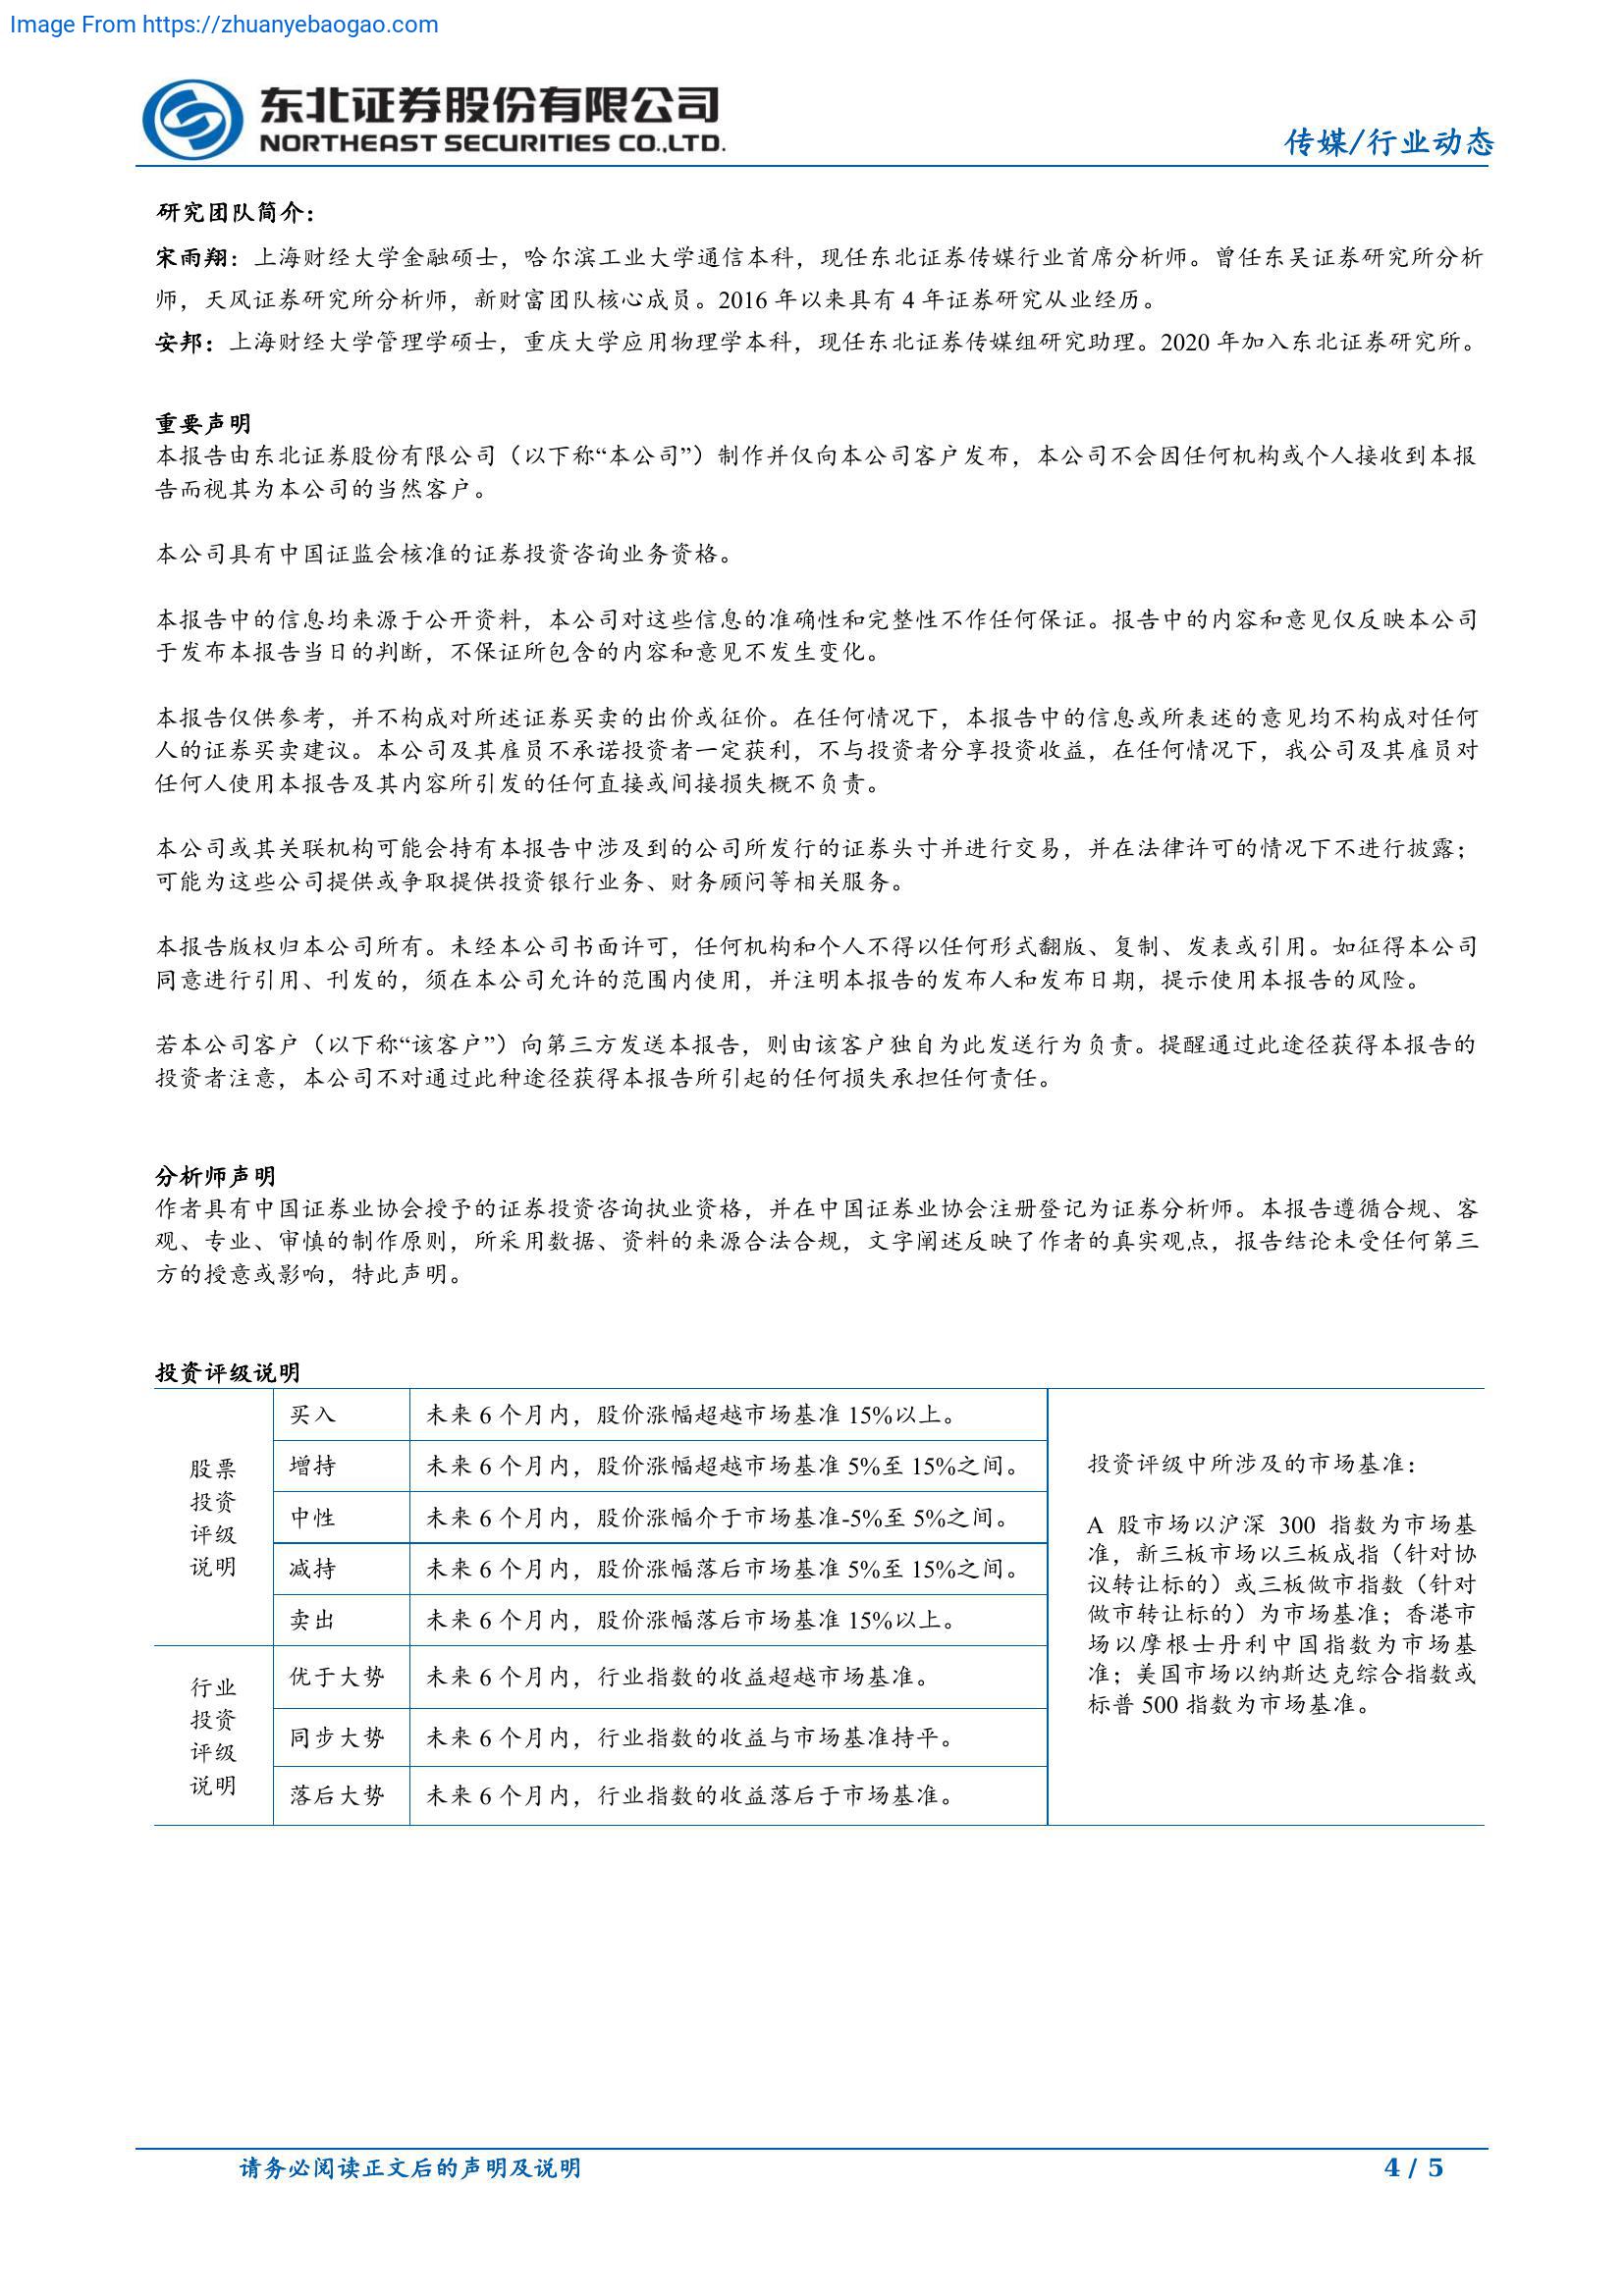 Image From https://zhuanyebaogao.com
东北证券股份有限公司
NORTHEAST SECURITIES CO.,LTD.
传媒/行业动态
研究团队简介：
宋雨翔：上海财经大学金融硕士，哈尔滨工业大学通信本科，现任东北证券传媒行业首席分析师。曾任东吴证券研究所分析
师，天风证券研究所分析师，新财富团队核心成员。2016 年以来具有 4 年证券研究从业经历。
安邦：上海财经大学管理学硕士，重庆大学应用物理学本科，现任东北证券传媒组研究助理。2020 年加入东北证券研究所。
重要声明
本报告由东北证券股份有限公司（以下称“本公司”）制作并仅向本公司客户发布，本公司不会因任何机构或个人接收到本报
告而视其为本公司的当然客户。
本公司具有中国证监会核准的证券投资咨询业务资格。
本报告中的信息均来源于公开资料，本公司对这些信息的准确性和完整性不作任何保证。报告中的内容和意见仅反映本公司
于发布本报告当日的判断，不保证所包含的内容和意见不发生变化。
本报告仅供参考，并不构成对所述证券买卖的出价或征价。在任何情况下，本报告中的信息或所表述的意见均不构成对任何
人的证券买卖建议。本公司及其雇员不承诺投资者一定获利，不与投资者分享投资收益，在任何情况下，我公司及其雇员对
任何人使用本报告及其内容所引发的任何直接或间接损失概不负责。
本公司或其关联机构可能会持有本报告中涉及到的公司所发行的证券头寸并进行交易，并在法律许可的情况下不进行披露；
可能为这些公司提供或争取提供投资银行业务、财务顾问等相关服务。
本报告版权归本公司所有。未经本公司书面许可，任何机构和个人不得以任何形式翻版、复制、发表或引用。如征得本公司
同意进行引用、刊发的，须在本公司允许的范围内使用，并注明本报告的发布人和发布日期，提示使用本报告的风险。
若本公司客户（以下称“该客户”）向第三方发送本报告，则由该客户独自为此发送行为负责。提醒通过此途径获得本报告的
投资者注意，本公司不对通过此种途径获得本报告所引起的任何损失承担任何责任。
分析师声明
作者具有中国证券业协会授予的证券投资咨询执业资格，并在中国证券业协会注册登记为证券分析师。本报告遵循合规、客
观、专业、审慎的制作原则，所采用数据、资料的来源合法合规，文字阐述反映了作者的真实观点，报告结论未受任何第三
方的授意或影响，特此声明。
投资评级说明
股票
投资
评级
说明
买入 未来 6 个月内，股价涨幅超越市场基准 15%以上。
增持 未来 6 个月内，股价涨幅超越市场基准 5%至 15%之间。
中性 未来 6 个月内，股价涨幅介于市场基准-5%至 5%之间。
减持 未来 6 个月内，股价涨幅落后市场基准 5%至 15%之间。
卖出 未来 6 个月内，股价涨幅落后市场基准 15%以上。
行业
投资
评级
说明
优于大势 未来 6 个月内，行业指数的收益超越市场基准。
同步大势 未来 6 个月内，行业指数的收益与市场基准持平。
落后大势 未来 6 个月内，行业指数的收益落后于市场基准。
投资评级中所涉及的市场基准：
A 股市场以沪深 300 指数为市场基
准，新三板市场以三板成指（针对协
议转让标的）或三板做市指数（针对
做市转让标的）为市场基准；香港市
场以摩根士丹利中国指数为市场基
准；美国市场以纳斯达克综合指数或
标普 500 指数为市场基准。
请务必阅读正文后的声明及说明
4 / 5